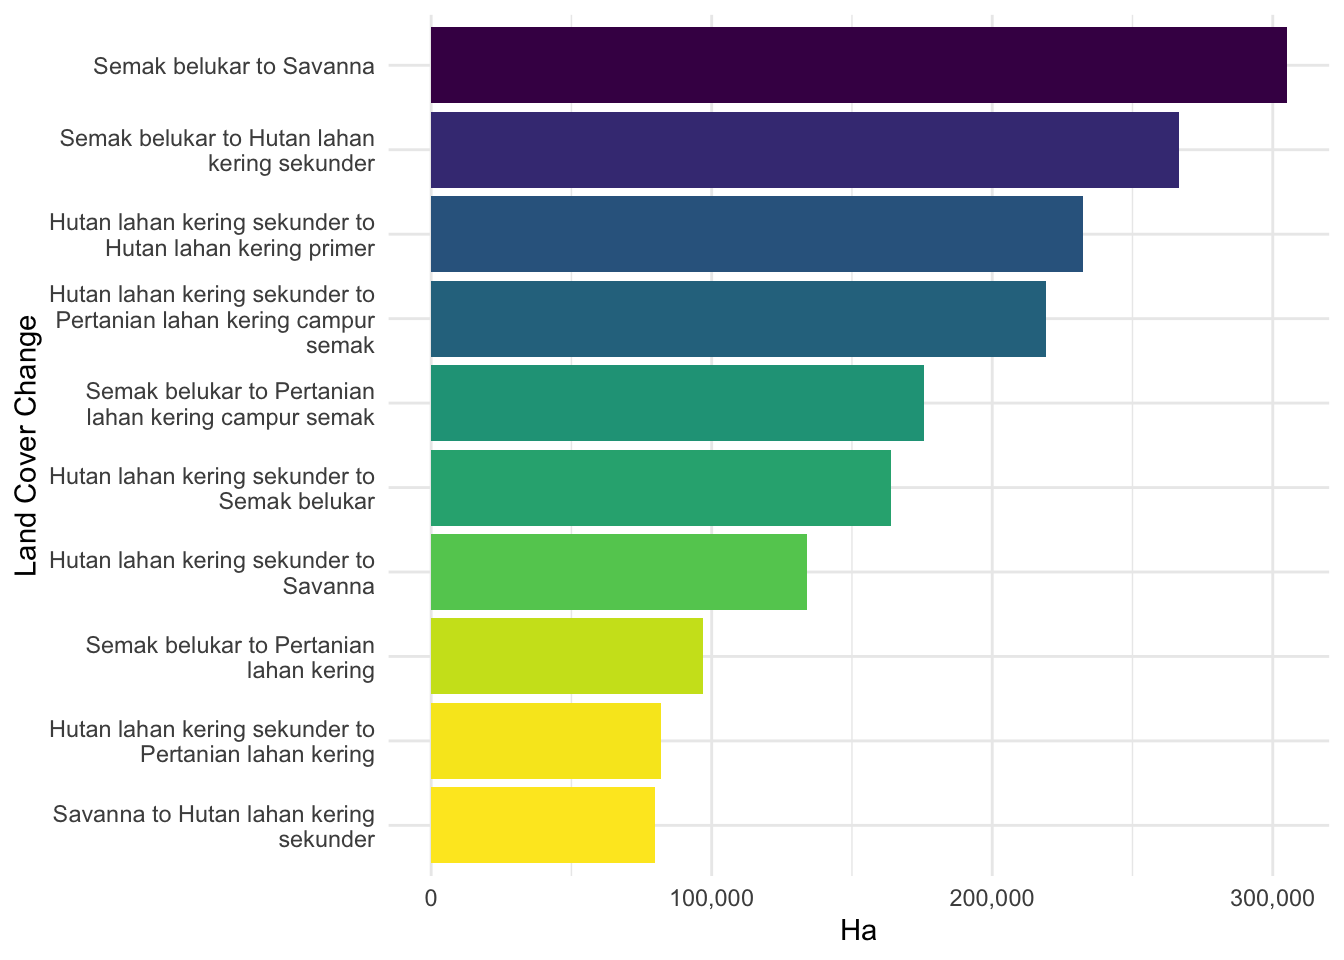 Land Cover Change
Semak belukar to Savanna
Semak belukar to Hutan lahan
kering sekunder
Hutan lahan kering sekunder to
Hutan lahan kering primer
Hutan lahan kering sekunder to
Pertanian lahan kering campur
semak
Semak belukar to Pertanian
lahan kering campur semak
Hutan lahan kering sekunder to
Semak belukar
Hutan lahan kering sekunder to
Savanna
Semak belukar to Pertanian
lahan kering
Hutan lahan kering sekunder to
Pertanian lahan kering
Savanna to Hutan lahan kering
sekunder
0 100,000 200,000 300,000
Ha